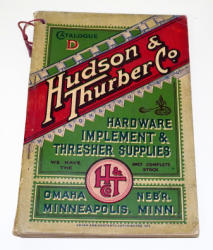 CATALOGUE
D
Hudson &
Thurber Co
HARDWARE
IMPLEMENT &
THRESHER SUPPLIES
WE HAVE
THE
MOST COMPLETE
STOCK
H&T
Co
OMAHA NEBR.
MINNEAPOLIS, MINN.